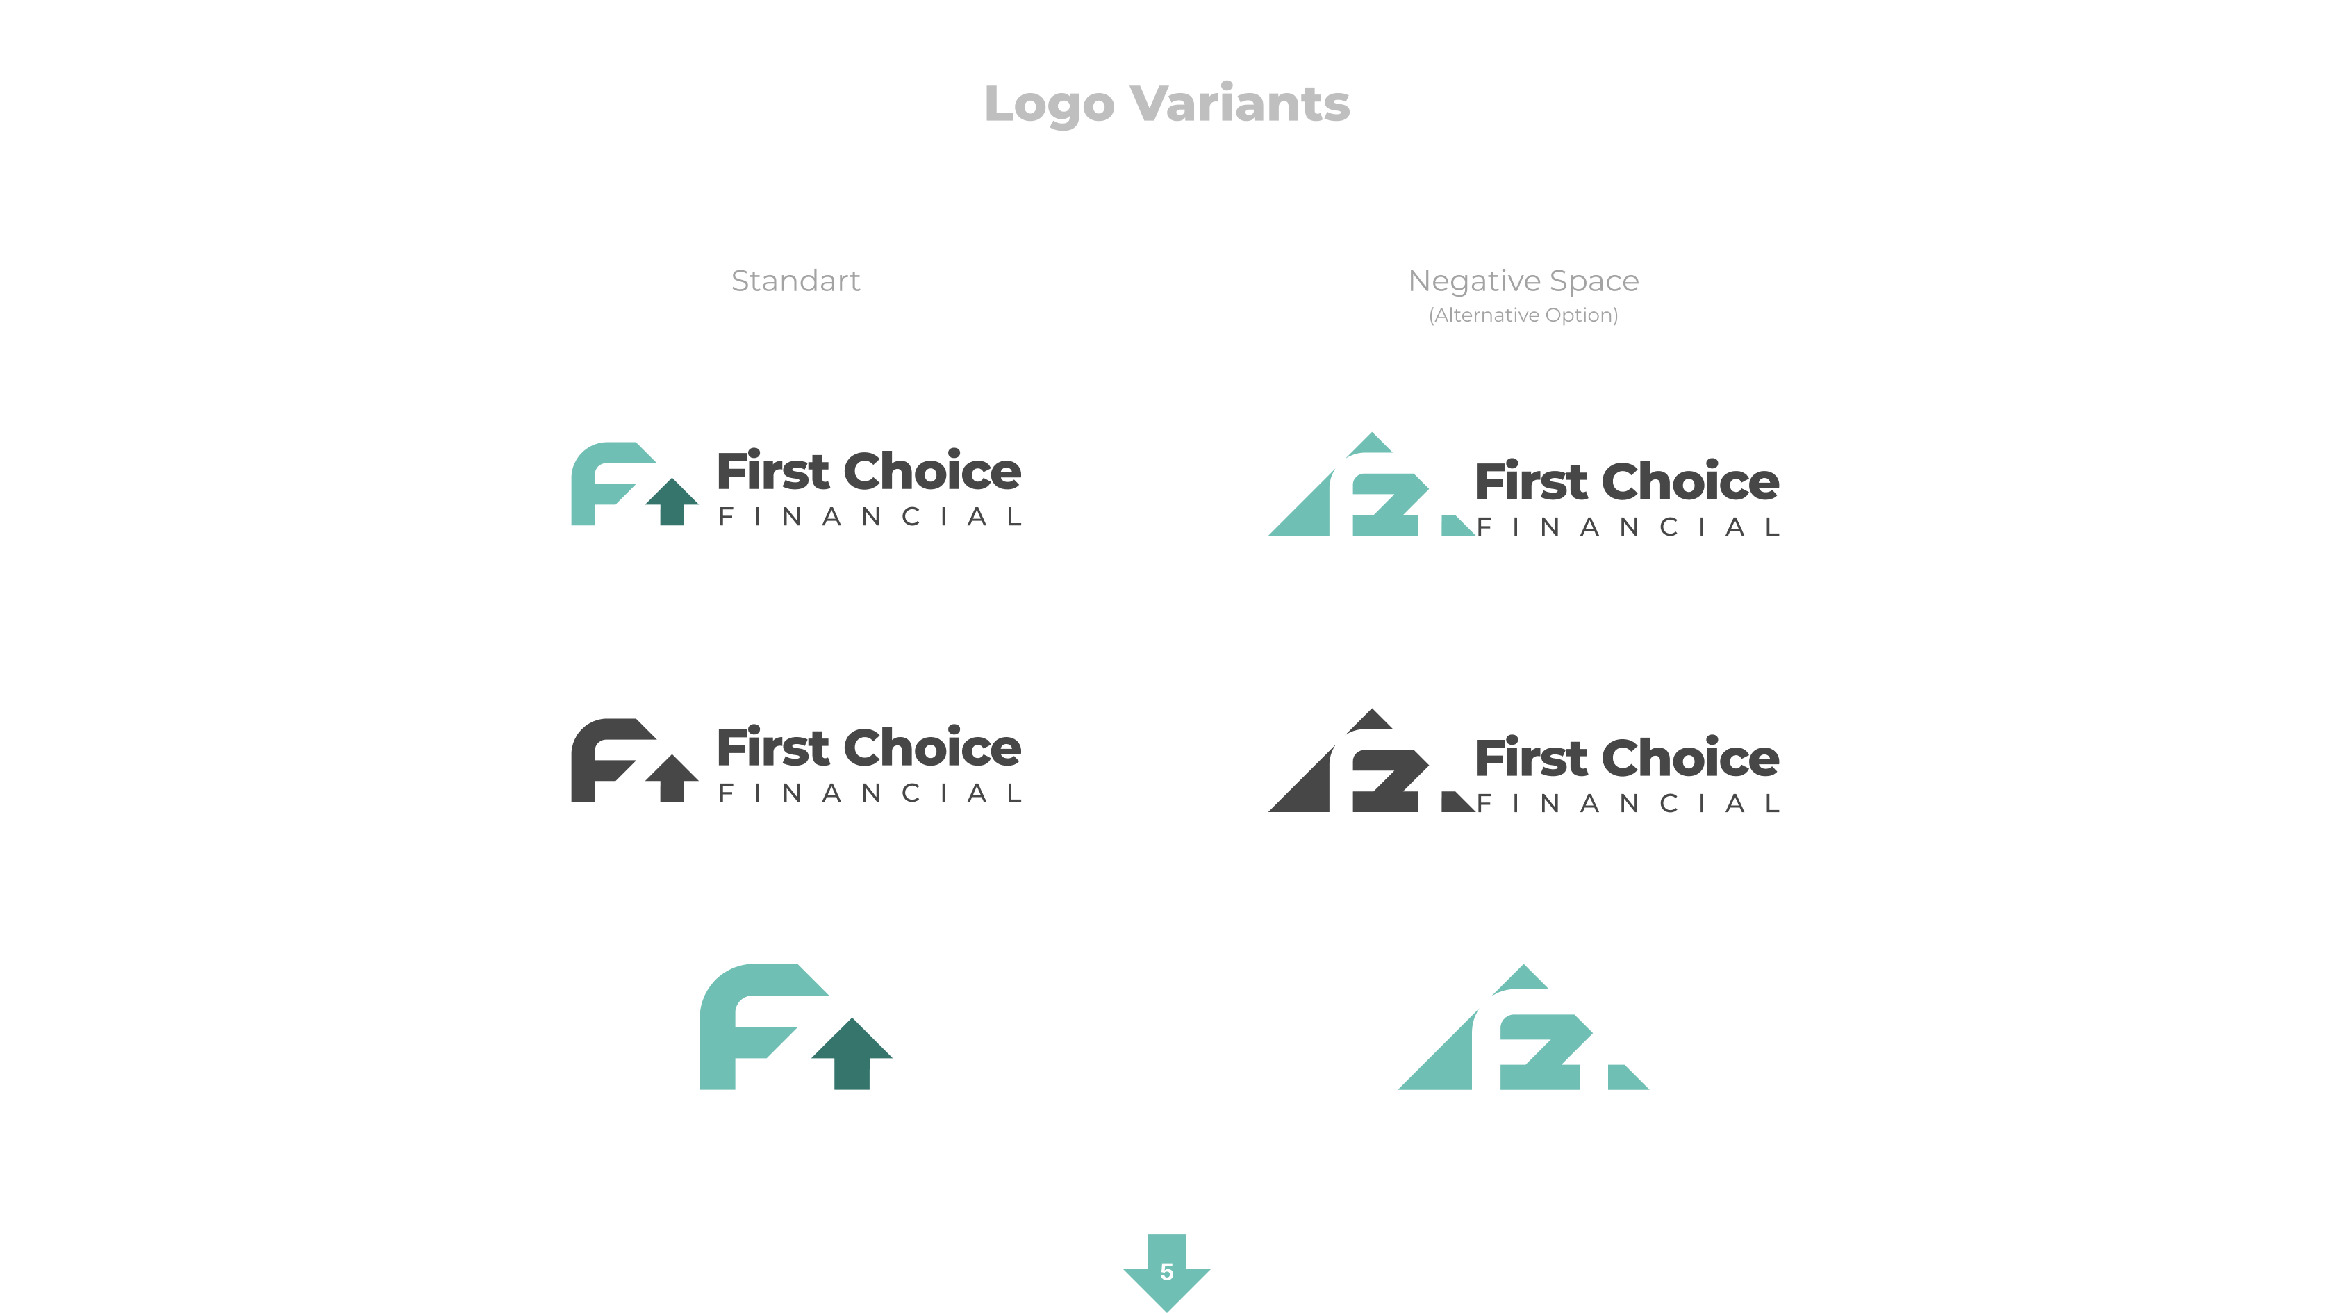 Logo Variants
Standart
Negative Space
(Alternative Option)
First Choice
FINANCIAL
First Choice
FINANCIAL
First Choice
FINANCIAL
First Choice
FINANCIAL
5